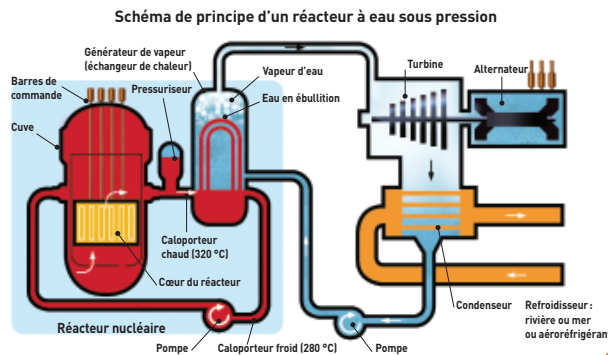 Schéma de principe d’un réacteur à eau sous pression
Générateur de vapeur
(échangeur de chaleur)
Vapeur d'eau
Turbine
Alternateur
Barres de
commande
Pressuriseur
Eau en ébullition
Cuve
Caloporteur
chaud (320 °C)
Cœur du réacteur
Condenseur
Refroidisseur :
rivière ou mer
ou aéroréfrigérant
Réacteur nucléaire
Pompe
Caloporteur froid (280 °C)
Pompe